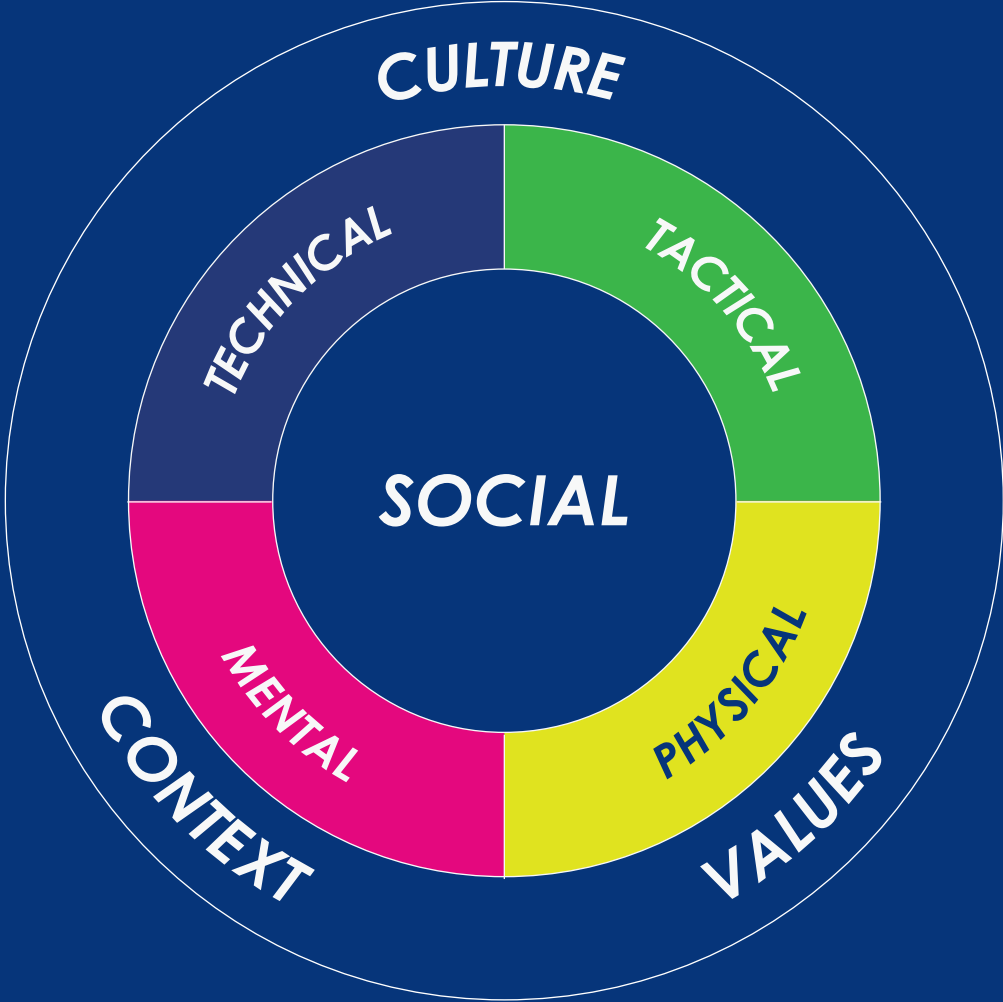 CULTURE
TECHNICAL
TACTICAL
SOCIAL
MENTAL
PHYSICAL
CONTEXT
VALUES